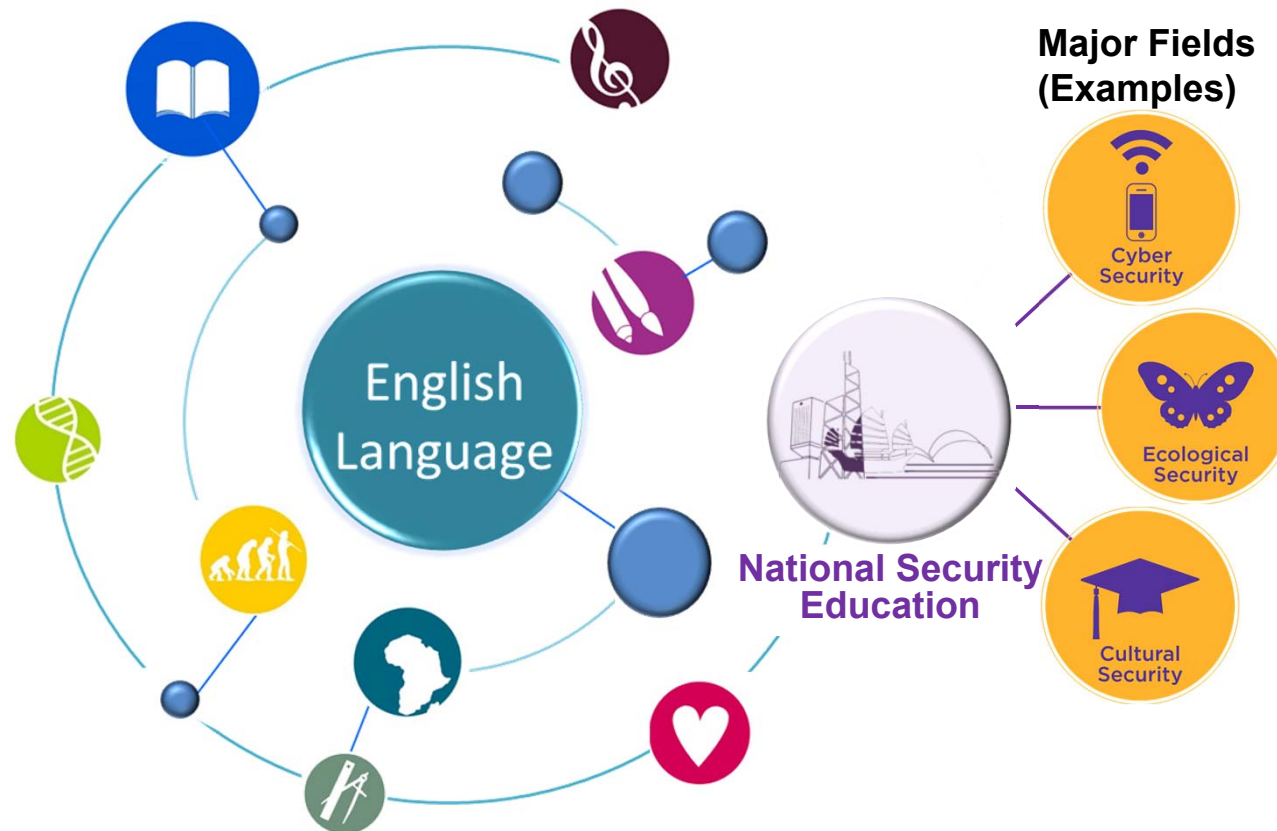 Major Fields
(Examples)
Cyber
Security
English
Language
Ecological
Security
National Security
Education
Cultural
Security